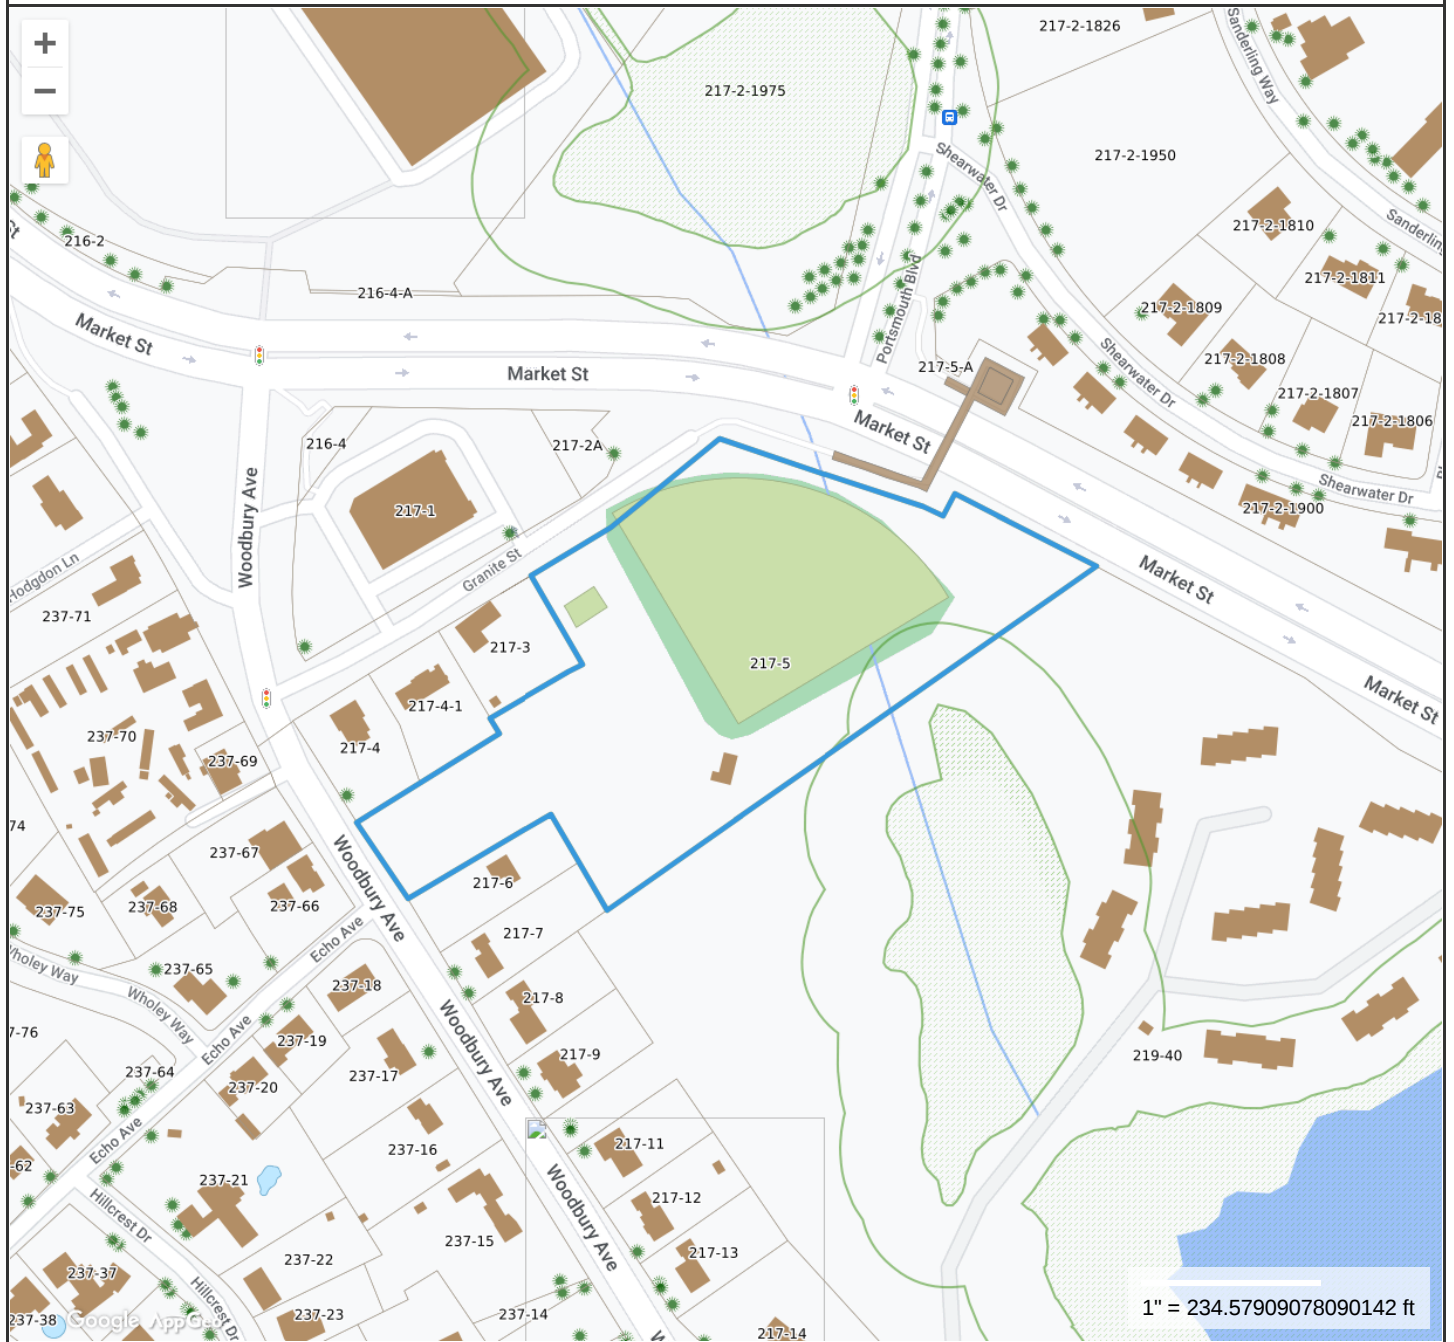 +
−
217-2-1826
Sanderling Way
217-2-1975
217-2-1950
Shearwater Dr
216-2
217-2-1810
217-2-1811
216-4-A
217-2-1809
Market St
Portsmouth Blvd
Market St
217-5-A
217-2-1808
Shearwater Dr
217-2-1807
217-2-1806
Market St
216-4
217-2A
217-1
Woodbury Ave
Granite St
Shearwater Dr
217-2-1900
Hodgdon Ln
Market St
237-71
217-3
217-5
217-4-1
Market St
237-70
217-4
237-69
237-67
217-6
Woodbury Ave
237-75
237-68
237-66
Echo Ave
217-7
237-65
Wholey Way
237-18
217-8
Wholey Way
Echo Ave
Woodbury Ave
237-19
217-9
219-40
237-64
237-20
237-17
237-63
Echo Ave
237-16
217-11
237-21
217-12
Hillcrest Dr
Woodbury Ave
237-15
217-13
237-22
237-37
Hillcrest Dr
237-23
237-14
217-14
237-38
Google AppGeo
1" = 234.57909078090142 ft